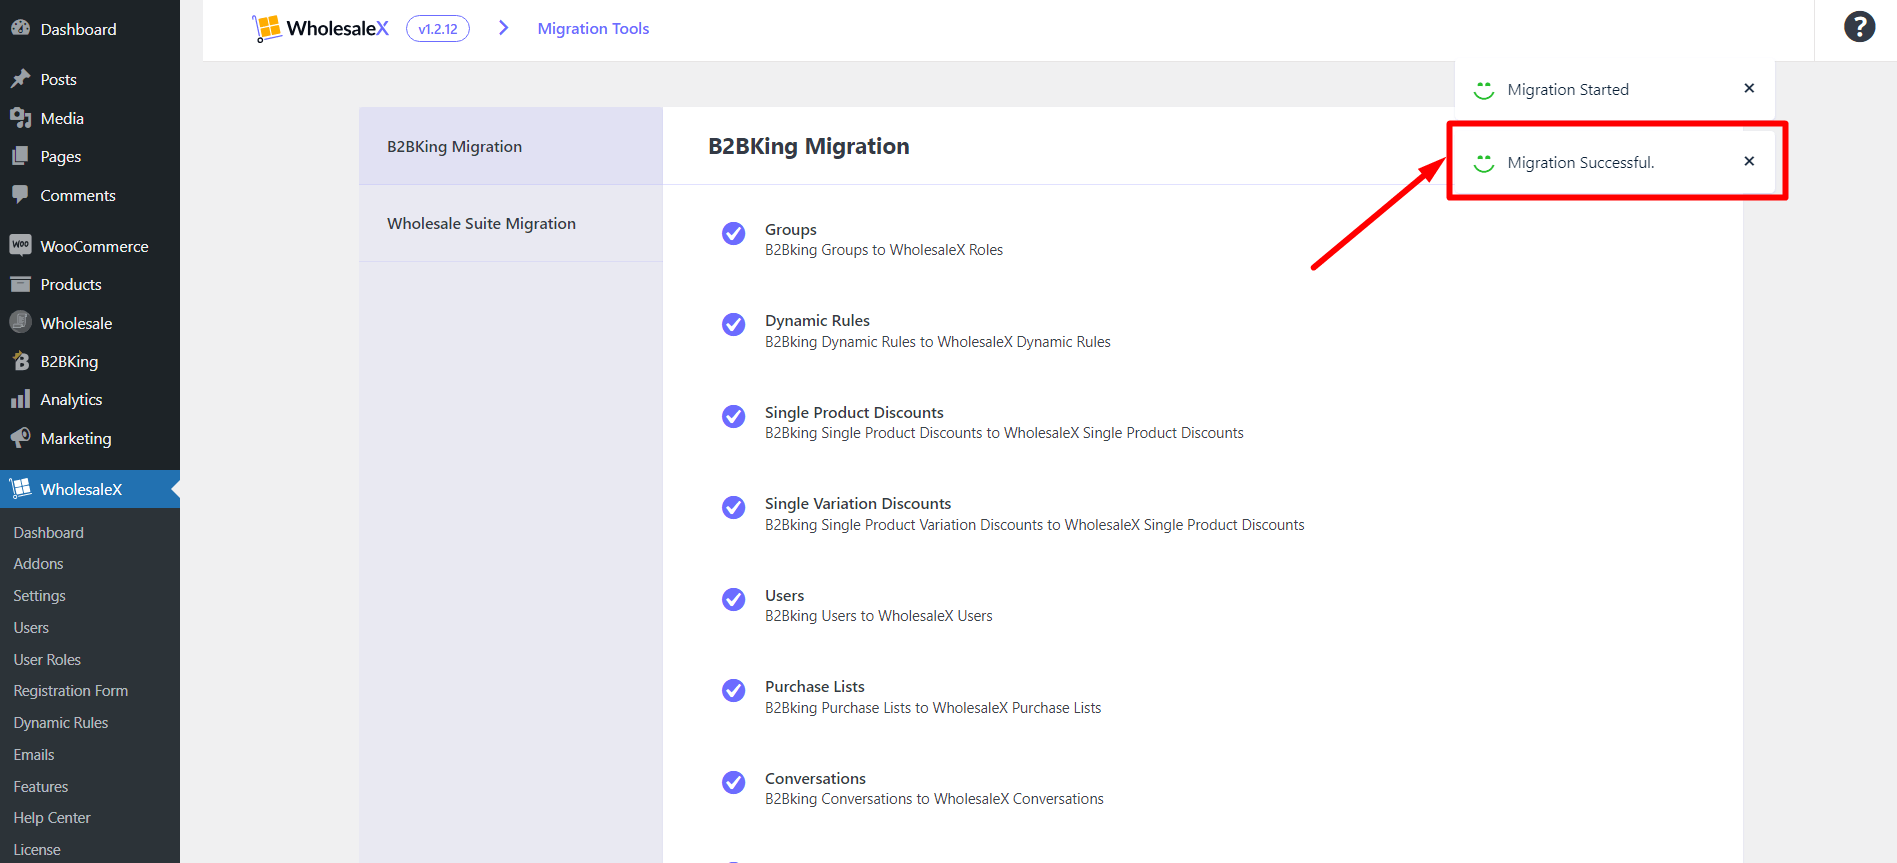 Dashboard
Posts
Media
Pages
Comments
WOO WooCommerce
Products
Wholesale
B2BKing
Analytics
Marketing
WholesaleX
Dashboard
Addons
Settings
Users
User Roles
Registration Form
Dynamic Rules
Emails
Features
Help Center
License
WholesaleX v1.2.12 Migration Tools
?
Migration Started
Migration Successful.
B2BKing Migration
Wholesale Suite Migration
B2BKing Migration
Groups
B2Bking Groups to WholesaleX Roles
Dynamic Rules
B2Bking Dynamic Rules to WholesaleX Dynamic Rules
Single Product Discounts
B2Bking Single Product Discounts to WholesaleX Single Product Discounts
Single Variation Discounts
B2Bking Single Product Variation Discounts to WholesaleX Single Product Discounts
Users
B2Bking Users to WholesaleX Users
Purchase Lists
B2Bking Purchase Lists to WholesaleX Purchase Lists
Conversations
B2Bking Conversations to WholesaleX Conversations